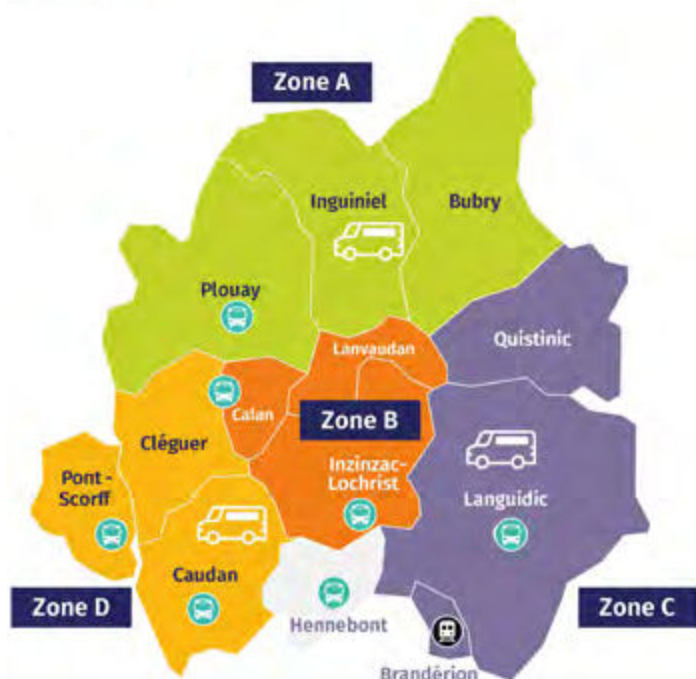 Zone A
Inguiniel
Bubry
Plouay
Quistinic
Lanvaudan
Calan
Zone B
Cléguer
Inzinzac-
Lochrist
Pont-
Scorff
Languidic
Caudan
Zone D
Hennebont
Zone C
Brandérion